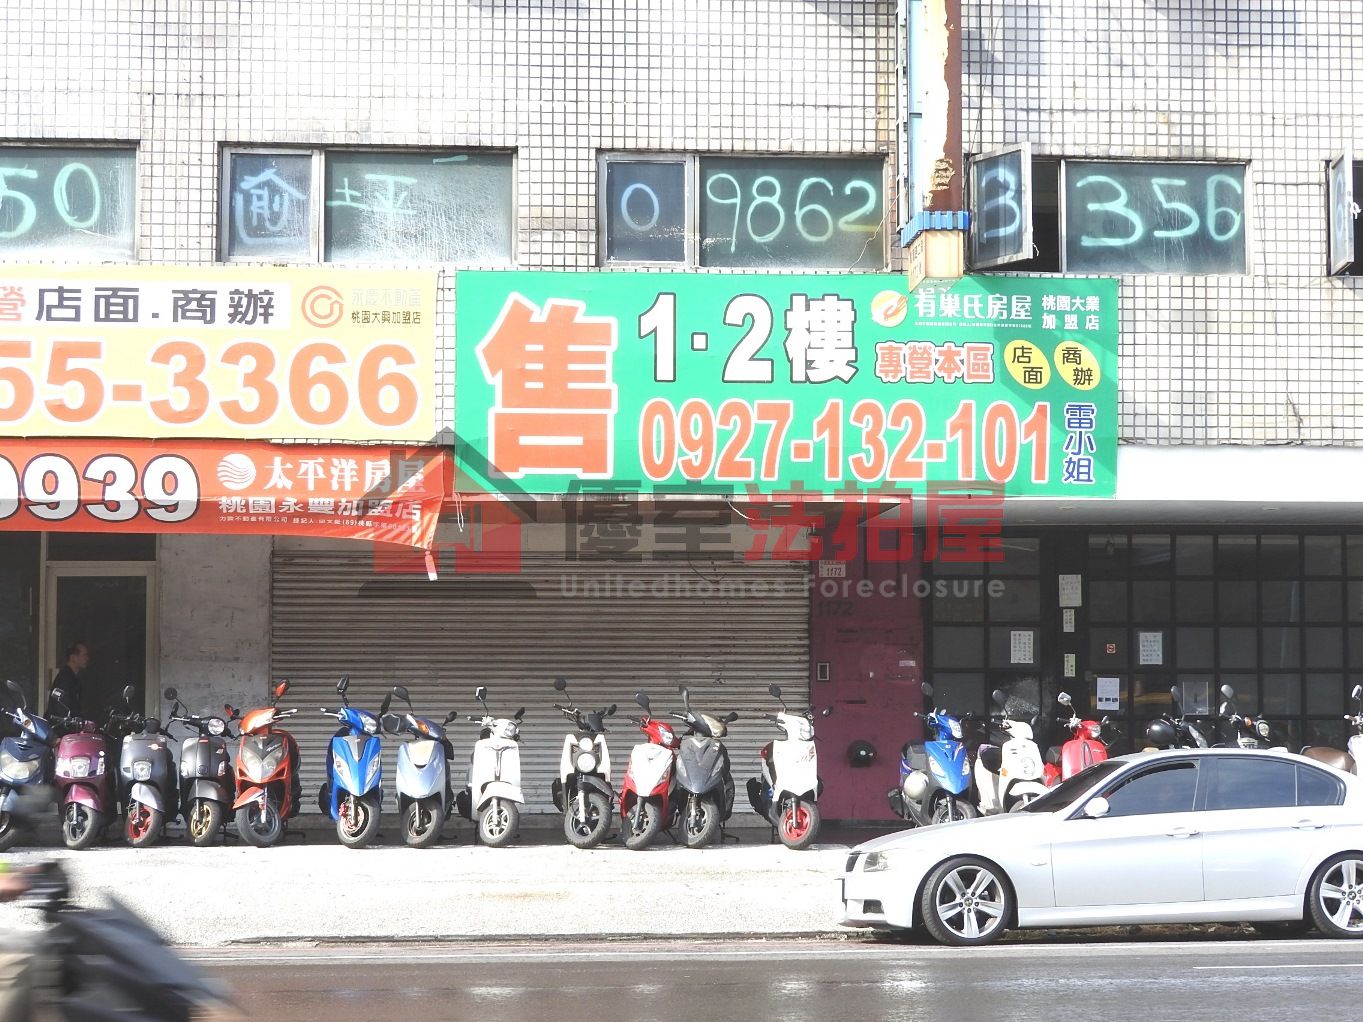 50
逾坪
0 9862 3 356
營店面.商辦
永慶不動產
桃園大興加盟店
55-3366
9939
太平洋房屋
桃園永豐加盟店
售
1·2樓
有巢氏房屋
桃園大業
加盟店
專營本區
店面
商辦
0927-132-101
雷小姐
1172
1172
法拍屋
Unitedhomes Foreclosure